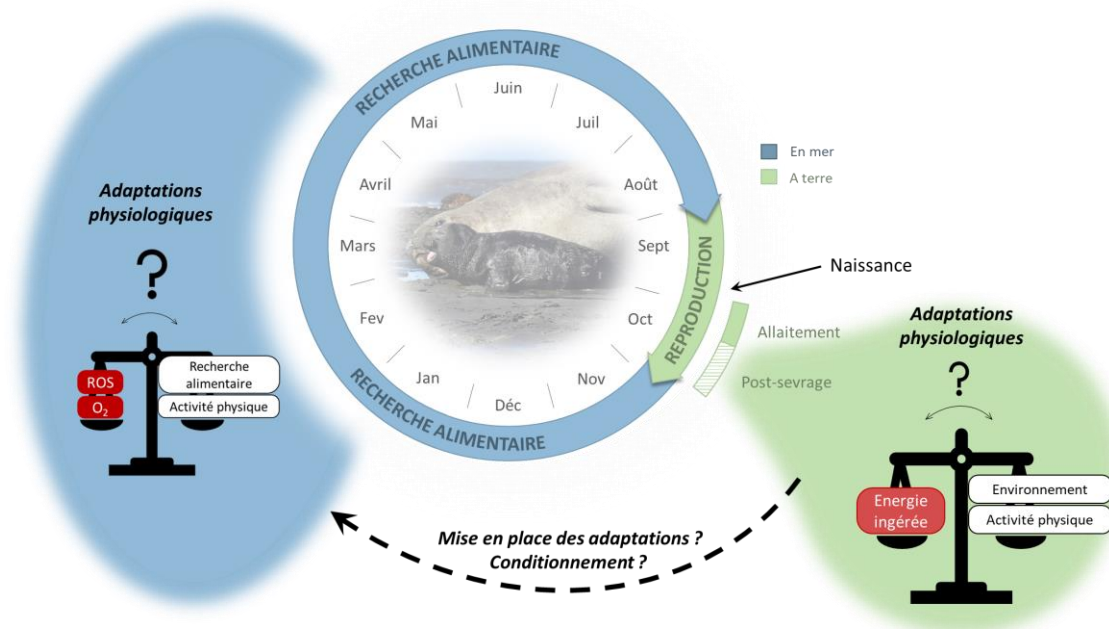 RECHERCHE ALIMENTAIRE
Juin
Mai
Juil
Avril
Août
Mars
Sept
Fev
Oct
Jan
Nov
Déc
REPRODUCTION
RECHERCHE ALIMENTAIRE
En mer
A terre
Naissance
Allaitement
Post-sevrage
Adaptations
physiologiques
?
ROS
O₂
Recherche
alimentaire
Activité physique
Adaptations
physiologiques
?
Energie
ingérée
Environnement
Activité physique
Mise en place des adaptations ?
Conditionnement ?